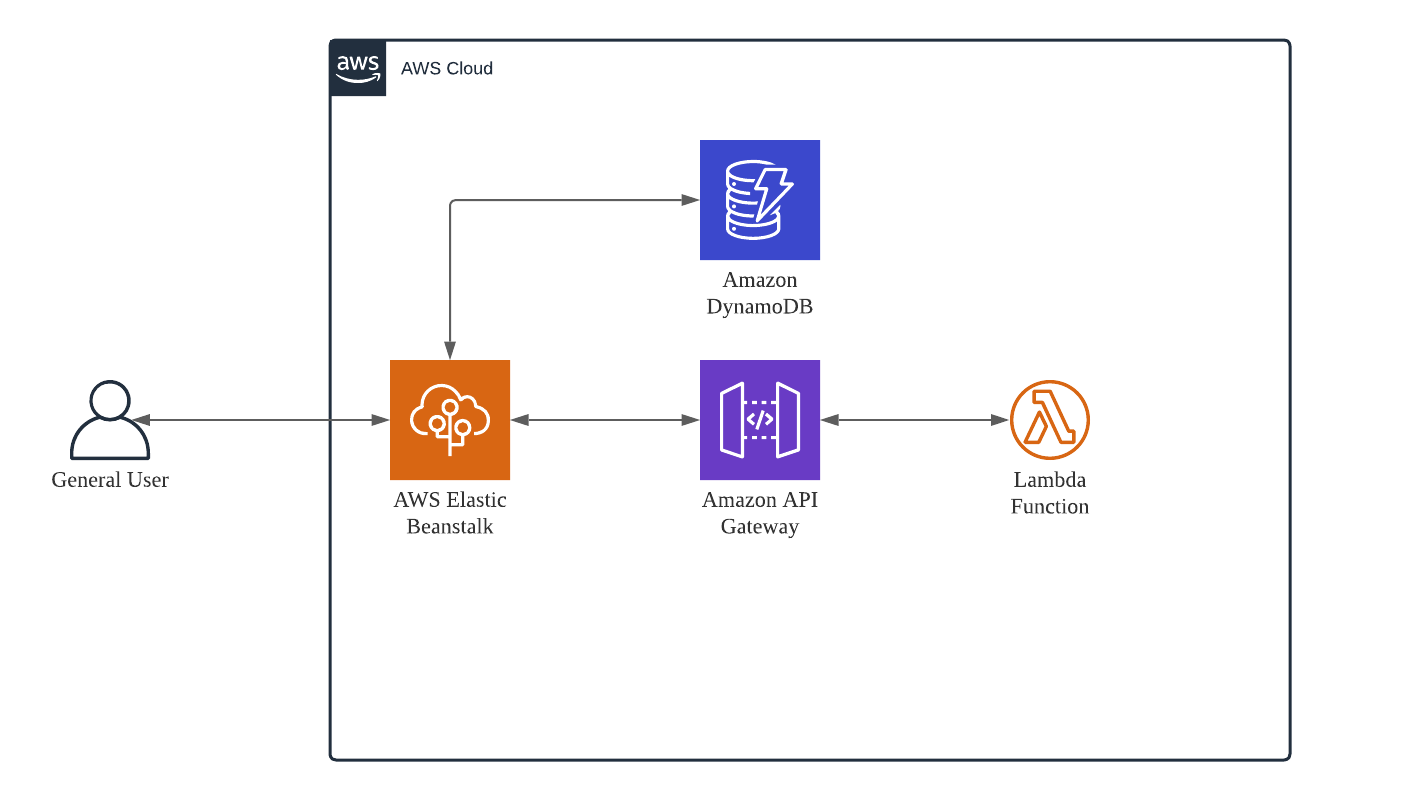 aws
AWS Cloud
Amazon
DynamoDB
General User
AWS Elastic
Beanstalk
</>
Amazon API
Gateway
Lambda
Function